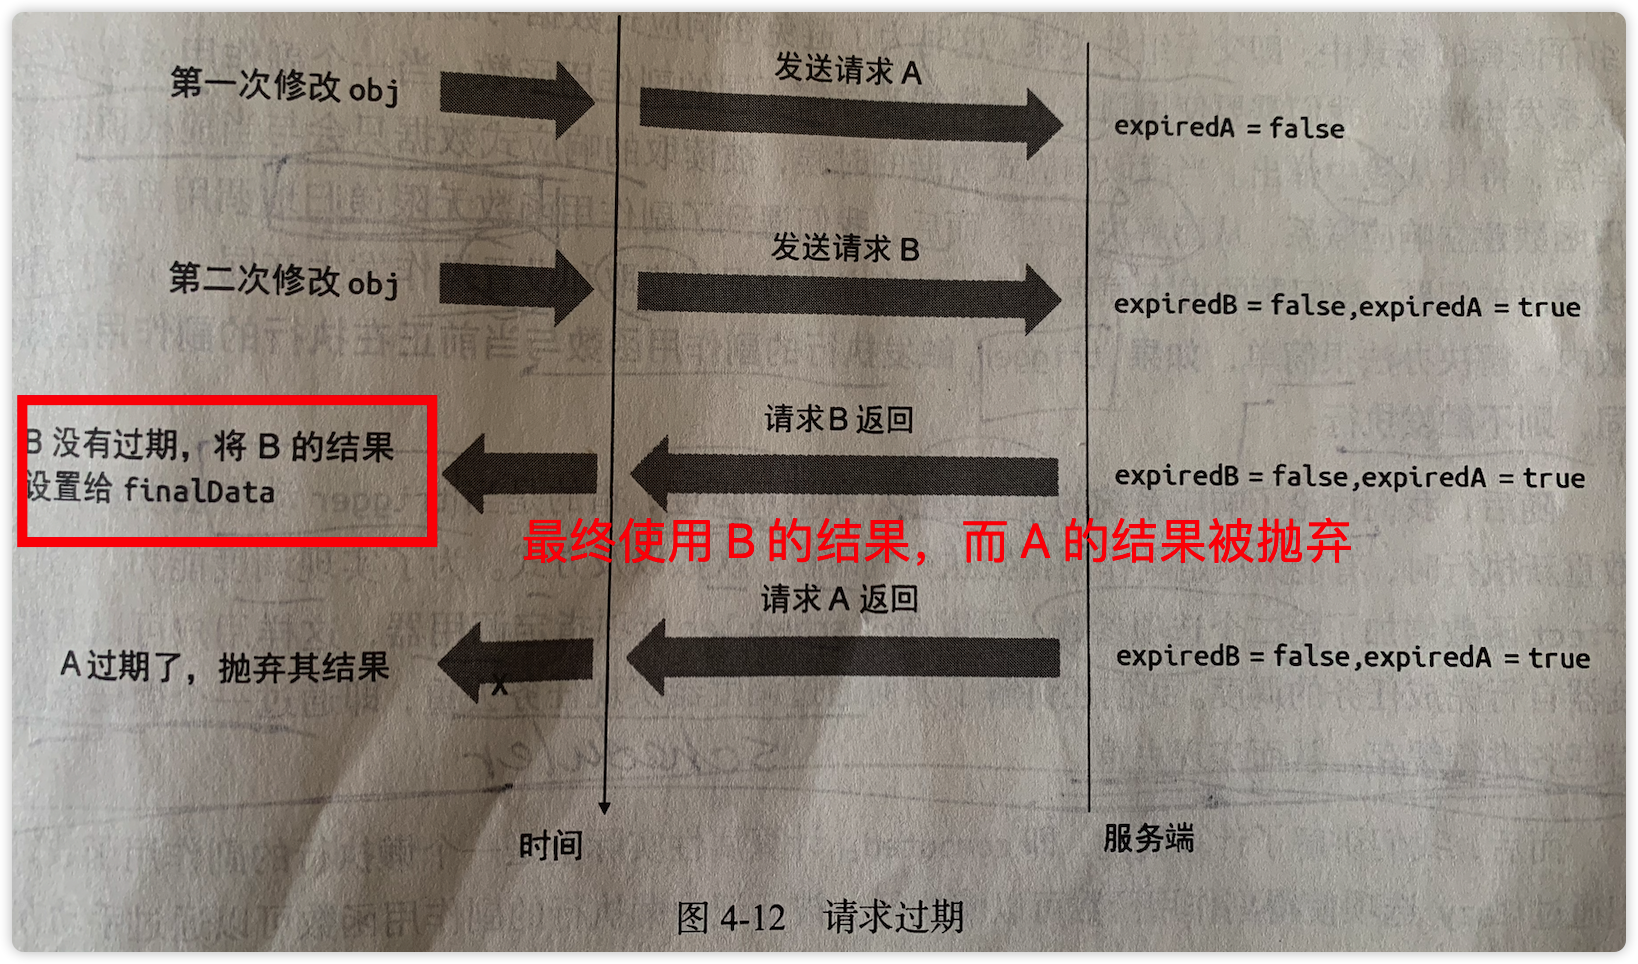 第一次修改 obj
发送请求 A
expiredA = false
第二次修改 obj
发送请求 B
expiredB = false,expiredA = true
B 没有过期，将 B 的结果
设置给 finalData
请求B 返回
expiredB = false,expiredA = true
最终使用 B 的结果，而 A 的结果被抛弃
请求 A 返回
A 过期了，抛弃其结果
X
expiredB = false,expiredA = true
时间
服务端
图 4-12 请求过期